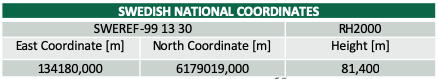 SWEDISH NATIONAL COORDINATES
SWEREF-99 13 30 RH2000
East Coordinate [m] North Coordinate [m] Height [m]
134180,000 6179019,000 81,400